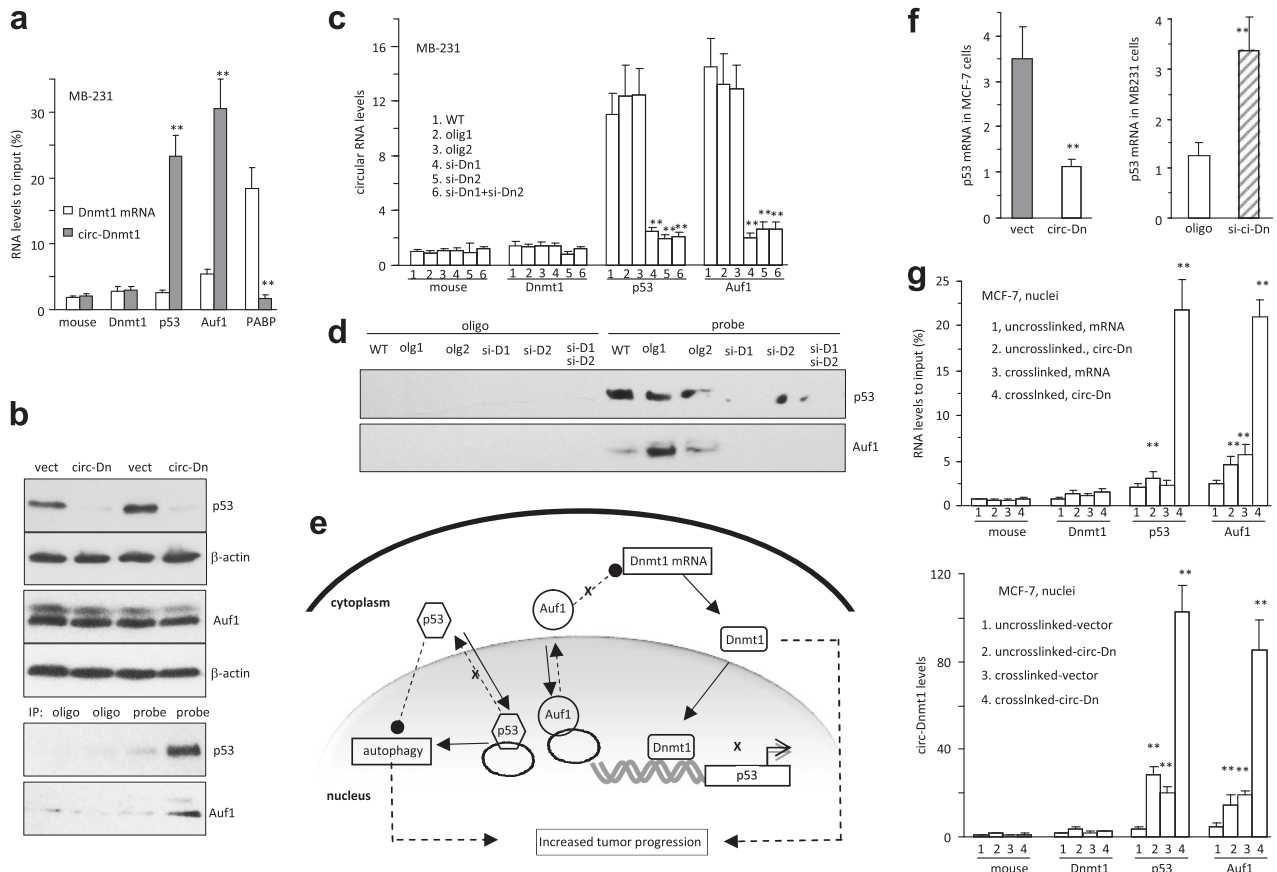 a
MB-231
RNA levels to input (%)
30
20
10
0
Dnmt1 mRNA
circ-Dnmt1
** ** **
mouse Dnmt1 p53 Auf1 PABP
b
vect circ-Dn vect circ-Dn
p53
β-actin
Auf1
β-actin
IP: oligo oligo probe probe
p53
Auf1
c
MB-231
circular RNA levels
16
12
8
4
0
1. WT
2. olig1
3. olig2
4. si-Dn1
5. si-Dn2
6. si-Dn1+si-Dn2
** ** ** ** ** **
1 2 3 4 5 6 1 2 3 4 5 6 1 2 3 4 5 6 1 2 3 4 5 6
mouse Dnmt1 p53 Auf1
d
oligo probe
WT olg1 olg2 si-D1 si-D2 si-D1 WT olg1 olg2 si-D1 si-D2 si-D1
si-D2 si-D2
p53
Auf1
e
Dnmt1 mRNA
X
cytoplasm
Auf1
p53
Dnmt1
X
Auf1
p53
autophagy
Dnmt1 X
p53
nucleus
Increased tumor progression
f
p53 mRNA in MCF-7 cells
4
3
2
1
0
**
vect circ-Dn
p53 mRNA in MB231 cells
4
3
2
1
0
**
oligo si-ci-Dn
g
RNA levels to input (%)
25
20
15
10
5
0
MCF-7, nuclei
1, uncrosslinked, mRNA
2. uncrosslinked., circ-Dn
3. crosslinked, mRNA
4. crosslnked, circ-Dn
** ** ** ** **
1 2 3 4 1 2 3 4 1 2 3 4 1 2 3 4
mouse Dnmt1 p53 Auf1
circ-Dnmt1 levels
120
80
40
0
MCF-7, nuclei
1. uncrosslinked-vector
2. uncrosslinked-circ-Dn
3. crosslinked-vector
4. crosslnked-circ-Dn
** ** ** ** ** **
1 2 3 4 1 2 3 4 1 2 3 4 1 2 3 4
mouse Dnmt1 p53 Auf1